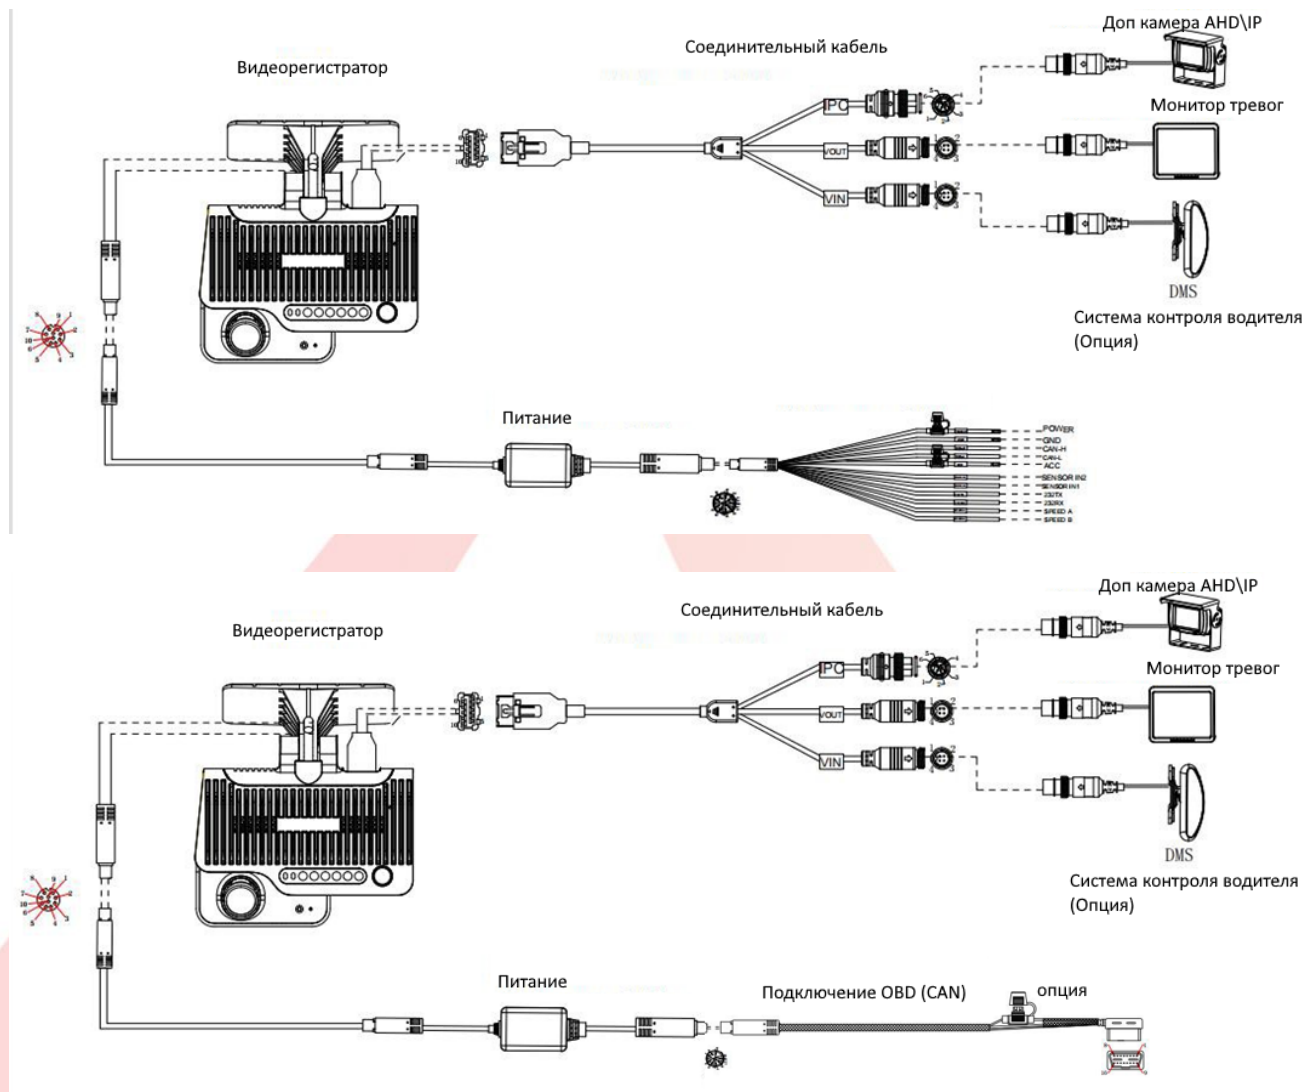 Доп камера AHD\IP
Соединительный кабель
Видеорегистратор
IPC
Монитор тревог
VOUT
VIN
DMS
Система контроля водителя
(Опция)
Питание
POWER
GND
CAN-H
CAN-L
ACC
SENSOR IN2
SENSOR IN1
SPEED A
SPEED B
Доп камера AHD\IP
Соединительный кабель
Видеорегистратор
IPC
Монитор тревог
VOUT
VIN
DMS
Система контроля водителя
(Опция)
Питание
Подключение OBD (CAN)
опция